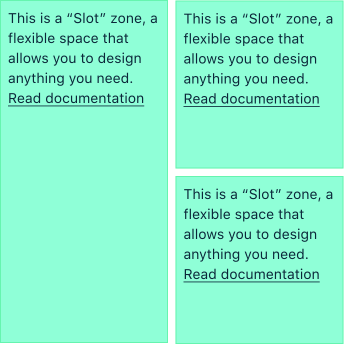 This is a “Slot” zone, a
flexible space that
allows you to design
anything you need.
Read documentation
This is a “Slot” zone, a
flexible space that
allows you to design
anything you need.
Read documentation
This is a “Slot” zone, a
flexible space that
allows you to design
anything you need.
Read documentation